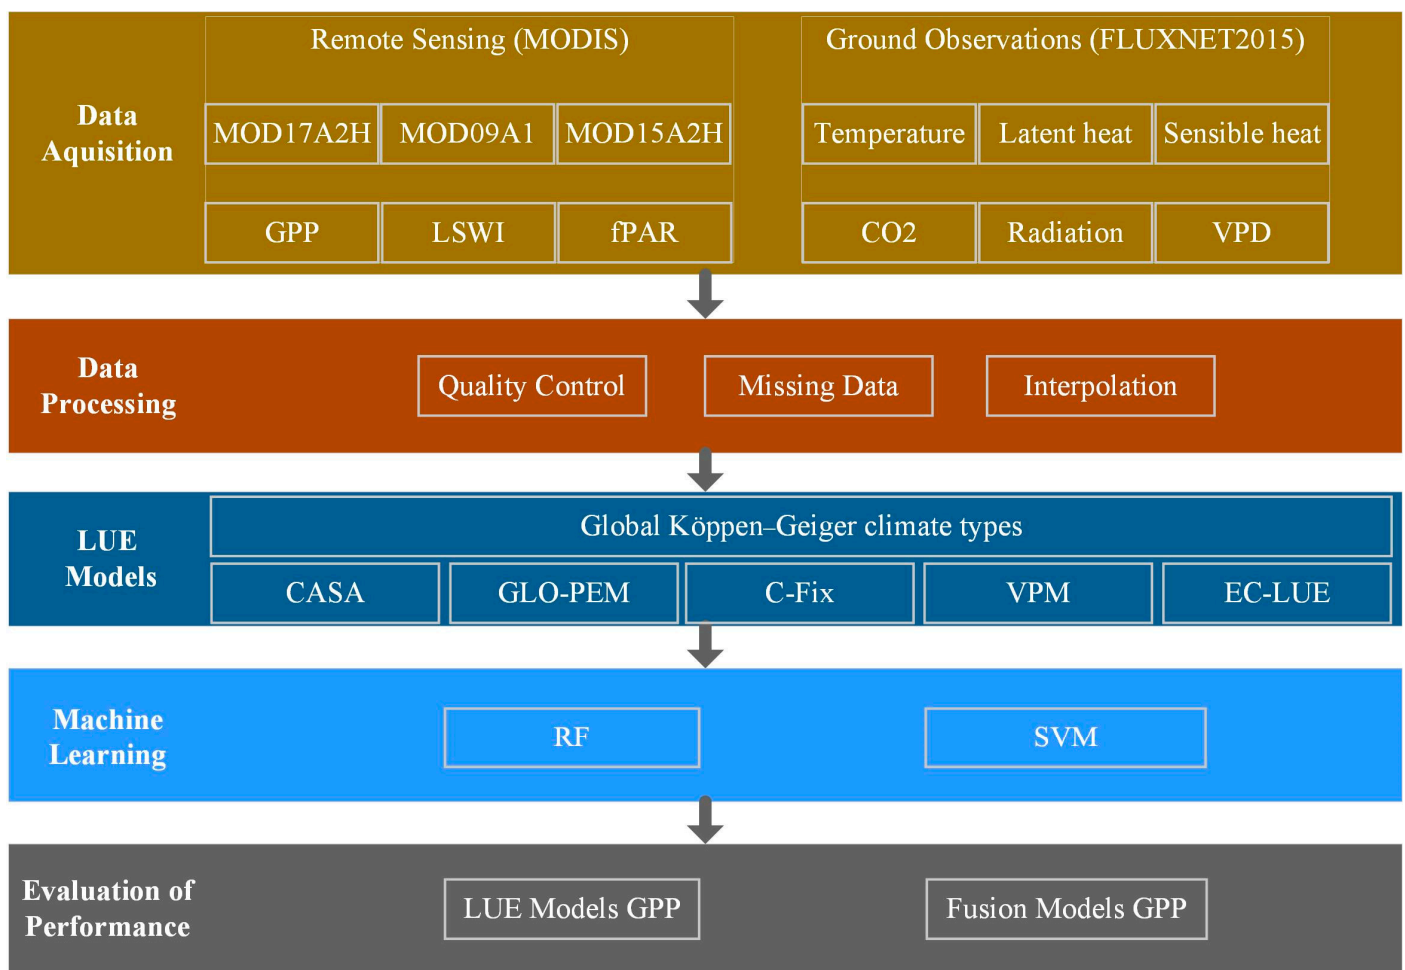 Remote Sensing (MODIS)
Ground Observations (FLUXNET2015)
Data
Aquisition
MOD17A2H
MOD09A1
MOD15A2H
Temperature
Latent heat
Sensible heat
GPP
LSWI
fPAR
CO2
Radiation
VPD
Data
Processing
Quality Control
Missing Data
Interpolation
LUE
Models
Global Köppen–Geiger climate types
CASA
GLO-PEM
C-Fix
VPM
EC-LUE
Machine
Learning
RF
SVM
Evaluation of
Performance
LUE Models GPP
Fusion Models GPP